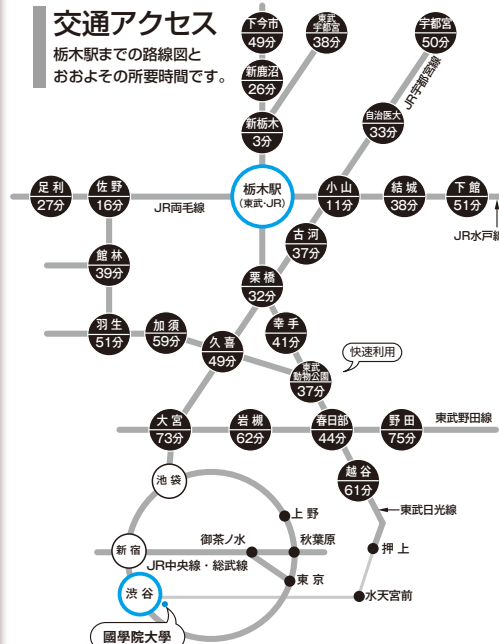 交通アクセス
栃木駅までの路線図と
おおよその所要時間です。
下今市
49分
東武
宇都宮
38分
宇都宮
50分
新鹿沼
26分
JR宇都宮線
新栃木
3分
自治医大
33分
足利
27分
佐野
16分
JR両毛線
栃木駅
(東武・JR)
小山
11分
結城
38分
下館
51分
JR水戸線
古河
37分
館林
39分
栗橋
32分
羽生
51分
加須
59分
久喜
49分
幸手
41分
快速利用
東武
動物公園
37分
大宮
73分
岩槻
62分
春日部
44分
野田
75分
東武野田線
越谷
61分
池袋
東武日光線
上野
新宿
御茶ノ水
秋葉原
押上
JR中央線・総武線
東京
渋谷
水天宮前
國學院大學